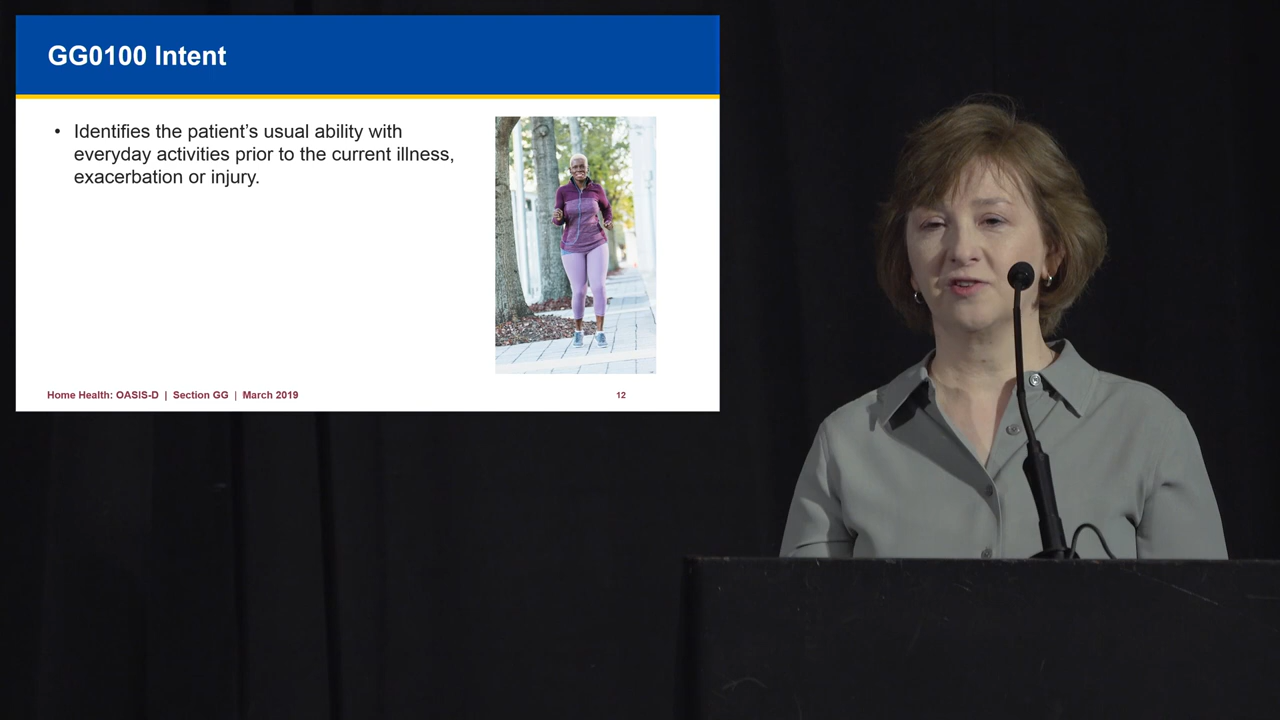 GG0100 Intent
• Identifies the patient’s usual ability with
everyday activities prior to the current illness,
exacerbation or injury.
Home Health: OASIS-D | Section GG | March 2019
12